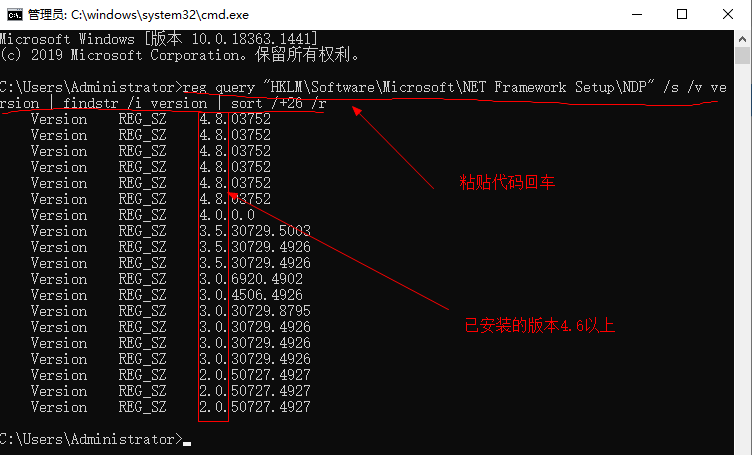 管理员: C:\windows\system32\cmd.exe
Microsoft Windows [版本 10.0.18363.1441]
(c) 2019 Microsoft Corporation。保留所有权利。
C:\Users\Administrator>reg query "HKLM\Software\Microsoft\NET Framework Setup\NDP" /s /v ve
rsion | findstr /i version | sort /+26 /r
Version REG_SZ 4.8.03752
Version REG_SZ 4.8.03752
Version REG_SZ 4.8.03752
Version REG_SZ 4.8.03752
粘贴代码回车
Version REG_SZ 4.8.03752
Version REG_SZ 4.8.03752
Version REG_SZ 4.0.0.0
Version REG_SZ 3.5.30729.5003
Version REG_SZ 3.5.30729.4926
Version REG_SZ 3.5.30729.4926
Version REG_SZ 3.0.6920.4902
Version REG_SZ 3.0.4506.4926
Version REG_SZ 3.0.30729.8795
Version REG_SZ 3.0.30729.4926
已安装的版本4.6以上
Version REG_SZ 3.0.30729.4926
Version REG_SZ 3.0.30729.4926
Version REG_SZ 2.0.50727.4927
Version REG_SZ 2.0.50727.4927
Version REG_SZ 2.0.50727.4927
C:\Users\Administrator>